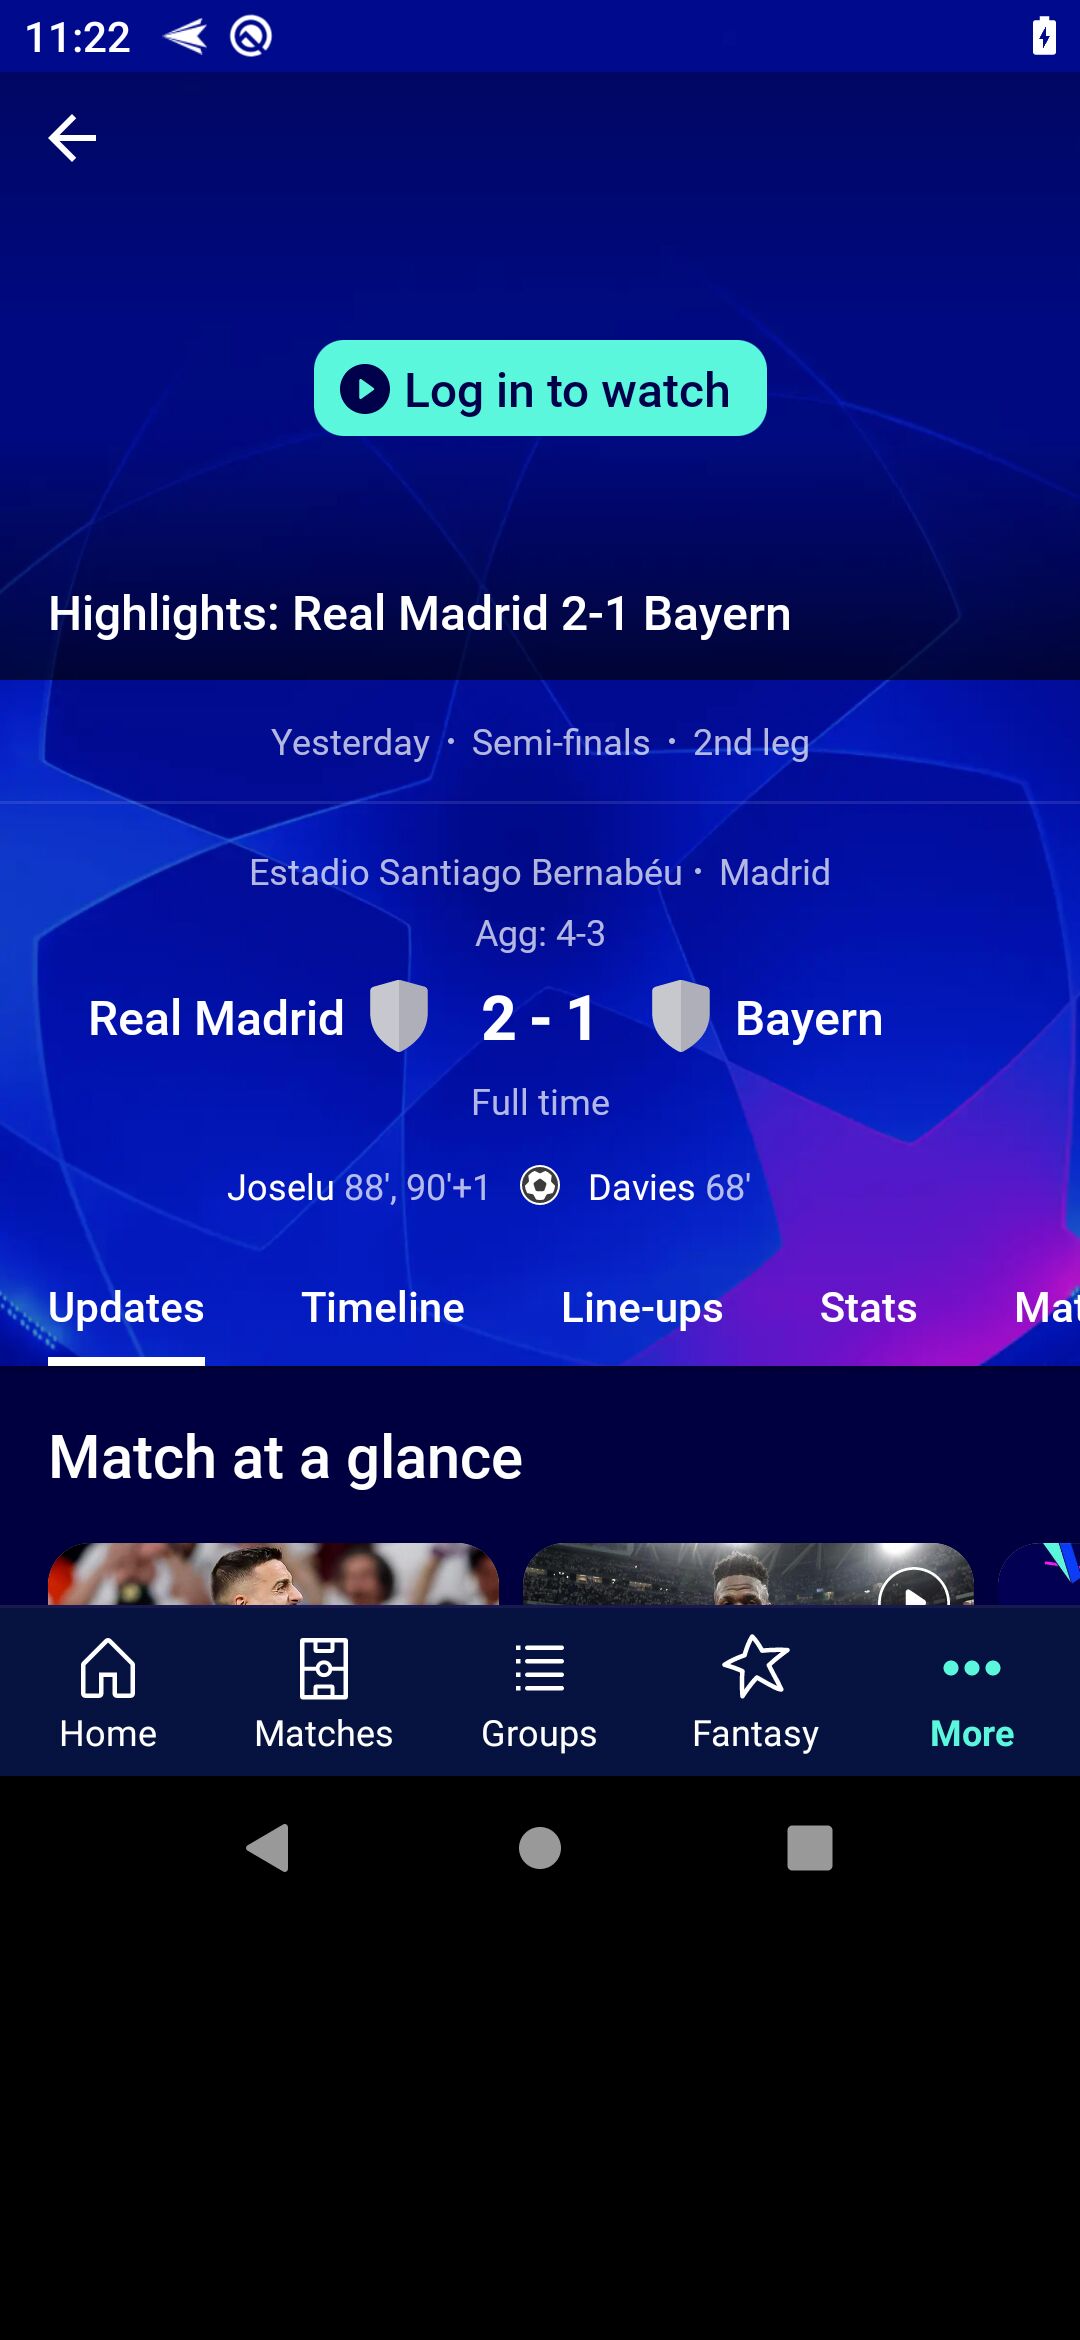 11:22
Log in to watch
Highlights: Real Madrid 2-1 Bayern
Yesterday • Semi-finals • 2nd leg
Estadio Santiago Bernabéu • Madrid
Agg: 4-3
Real Madrid 2 - 1 Bayern
Full time
Joselu 88', 90'+1 Davies 68'
Updates Timeline Line-ups Stats Mat
Match at a glance
Home Matches Groups Fantasy More